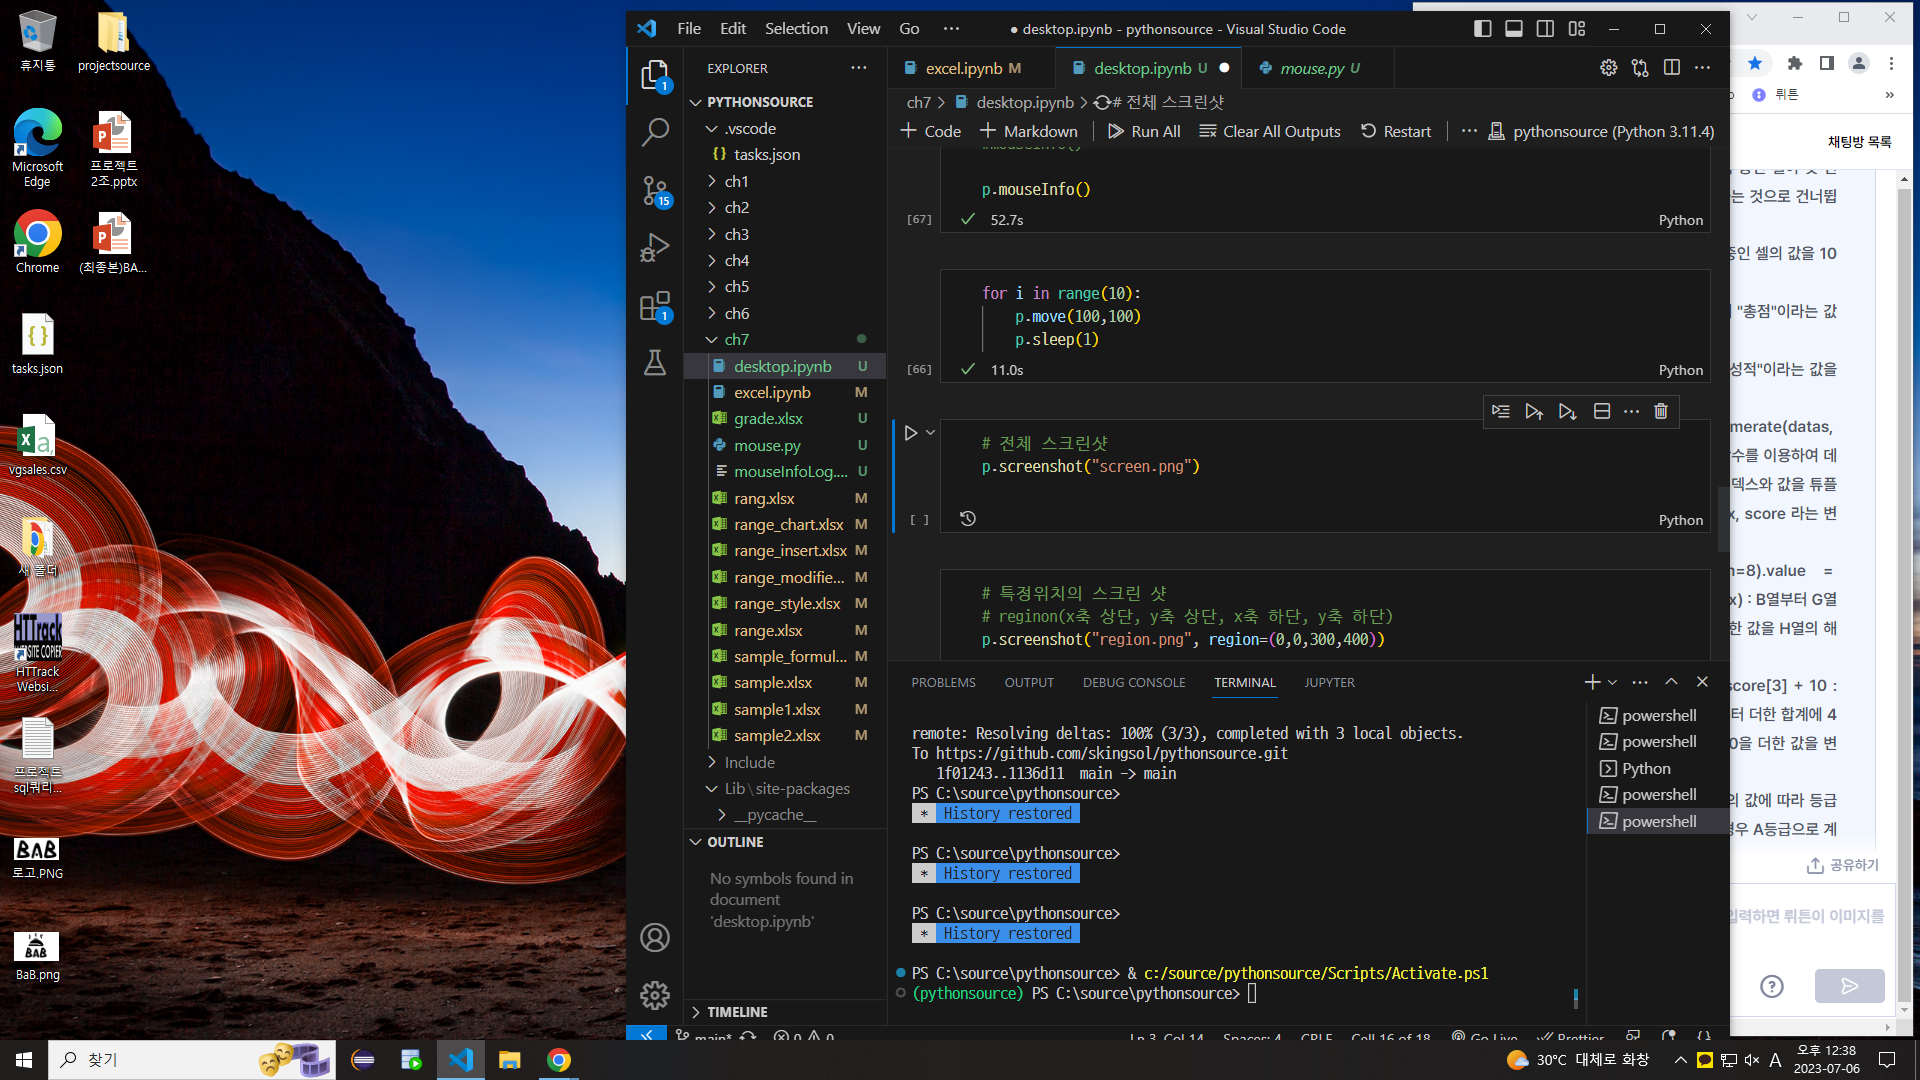 휴지통
projectsource
Microsoft
Edge
프로젝트
2조.pptx
Chrome
(최종본)BA...
tasks.json
vgsales.csv
새 폴더
HTTrack
WEBSITE COPIER
HTTrack
Websi...
프로젝트
sql쿼리...
BAB
로고.PNG
BAB
BaB.png
File Edit Selection View Go ···
● desktop.ipynb - pythonsource - Visual Studio Code
EXPLORER
PYTHONSOURCE
.vscode
tasks.json
ch1
ch2
ch3
ch4
ch5
ch6
ch7
desktop.ipynb U
excel.ipynb M
grade.xlsx U
mouse.py U
mouseInfoLog.... U
rang.xlsx M
range_chart.xlsx M
range_insert.xlsx M
range_modifie... M
range_style.xlsx M
range.xlsx M
sample_formul... M
sample.xlsx M
sample1.xlsx M
sample2.xlsx M
Include
Lib\site-packages
__pycache__
OUTLINE
No symbols found in
document
'desktop.ipynb'
TIMELINE
1
15
1
excel.ipynb M
desktop.ipynb U
mouse.py U
ch7 > desktop.ipynb > # 전체 스크린샷
+ Code + Markdown Run All Clear All Outputs Restart ··· pythonsource (Python 3.11.4)
p.mouseInfo()
[67] 52.7s Python
for i in range(10):
p.move(100,100)
p.sleep(1)
[66] 11.0s Python
# 전체 스크린샷
p.screenshot("screen.png")
[ ] Python
# 특정위치의 스크린 샷
# reginon(x축 상단, y축 상단, x축 하단, y축 하단)
p.screenshot("region.png", region=(0,0,300,400))
PROBLEMS OUTPUT DEBUG CONSOLE TERMINAL JUPYTER
remote: Resolving deltas: 100% (3/3), completed with 3 local objects.
To https://github.com/skingsol/pythonsource.git
1f01243..1136d11 main -> main
PS C:\source\pythonsource>
* History restored
PS C:\source\pythonsource>
* History restored
PS C:\source\pythonsource>
* History restored
PS C:\source\pythonsource> & c:/source/pythonsource/Scripts/Activate.ps1
(pythonsource) PS C:\source\pythonsource>
powershell
powershell
Python
powershell
powershell
main* 0 0
Ln 3, Col 14 Spaces: 4 CRLF Cell 16 of 18 Go Live Prettier
뤼튼
채팅방 목록
는 것으로 건너뜁
중인 셀의 값을 10
"총점"이라는 값
성적"이라는 값을
merate(datas,
수를 이용하여 데
덱스와 값을 튜플
x, score 라는 변
n=8).value =
x) : B열부터 G열
한 값을 H열의 해
score[3] + 10 :
터 더한 합계에 4
0을 더한 값을 변
의 값에 따라 등급
경우 A등급으로 계
공유하기
입력하면 뤼튼이 이미지를
찾기
30°C 대체로 화창
A
오후 12:38
2023-07-06